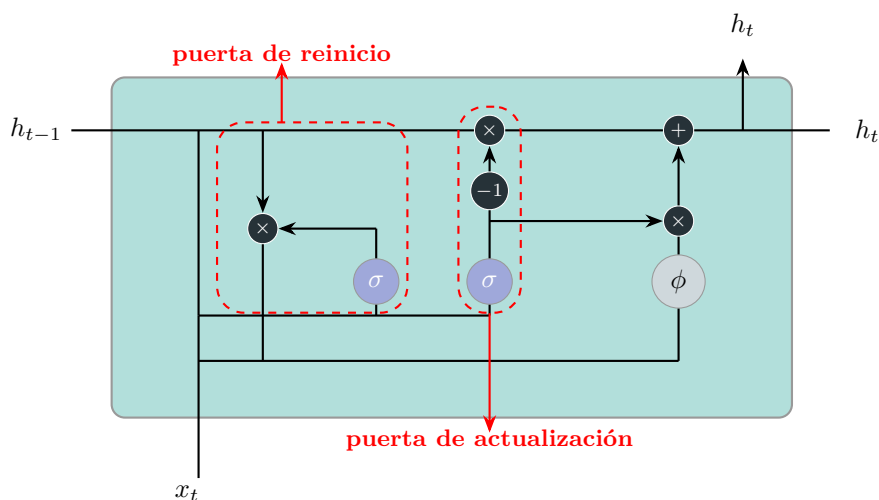 h_t
puerta de reinicio
h_{t−1}
×
+
h_t
−1
×
×
σ
σ
ϕ
puerta de actualización
x_t